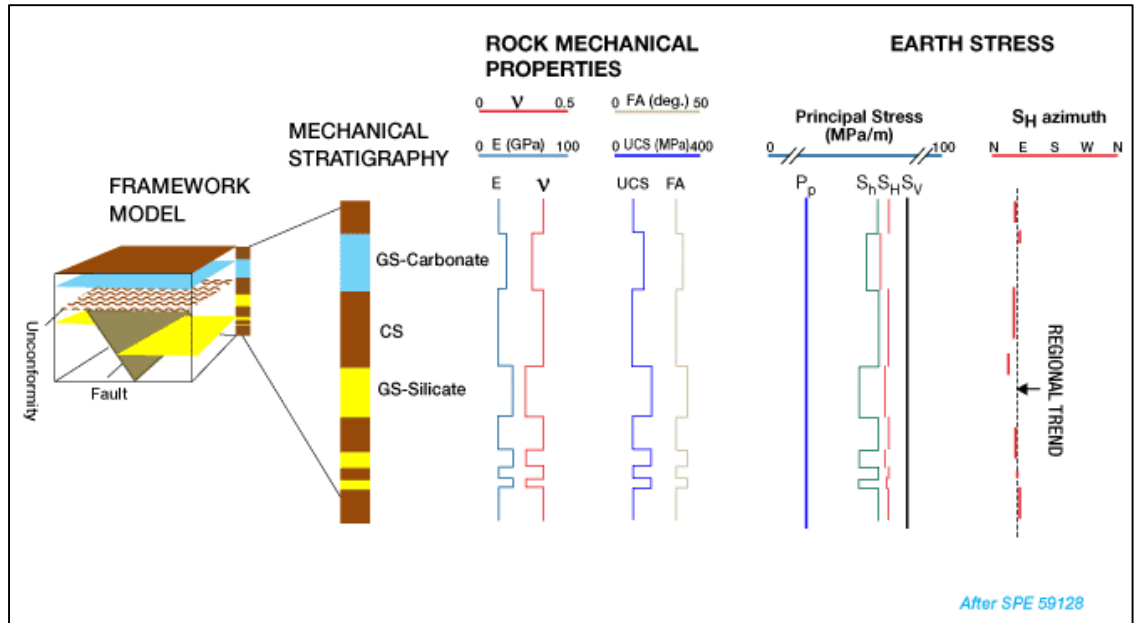 ROCK MECHANICAL
PROPERTIES
EARTH STRESS
0 ν 0.5
0 FA (deg.) 50
0 E (GPa) 100
0 UCS (MPa) 400
Principal Stress
(MPa/m)
0 100
SH azimuth
N E S W N
MECHANICAL
STRATIGRAPHY
FRAMEWORK
MODEL
E ν UCS FA
Pp Sh SH SV
GS-Carbonate
CS
GS-Silicate
Unconformity
Fault
REGIONAL TREND
After SPE 59128